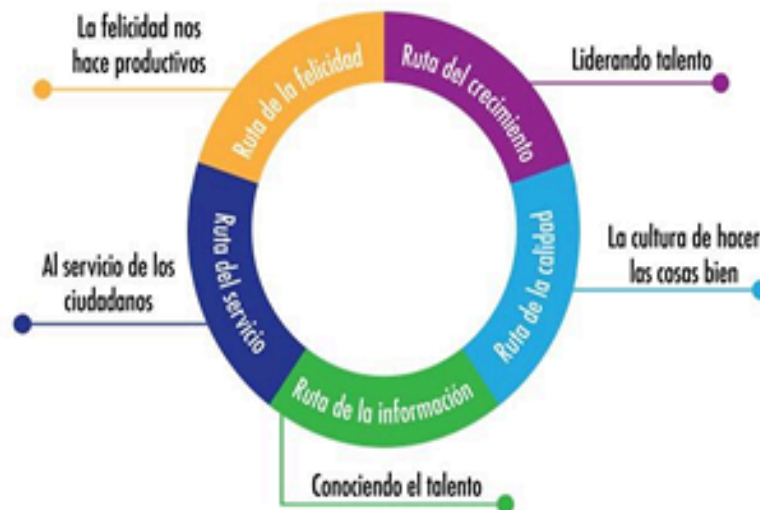 La felicidad nos
hace productivos
Ruta de la felicidad
Ruta del crecimiento
Liderando talento
Al servicio de los
ciudadanos
Ruta del servicio
Ruta de la calidad
La cultura de hacer
las cosas bien
Ruta de la información
Conociendo el talento